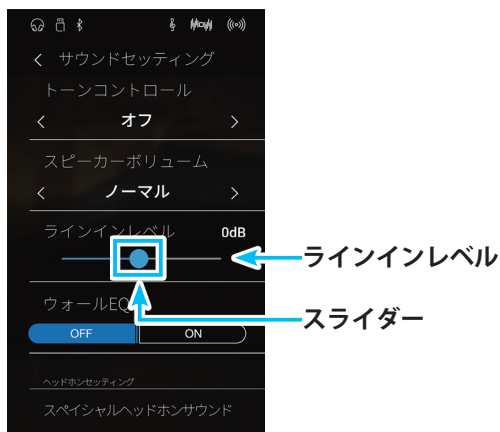 サウンドセッティング
トーンコントロール
オフ
スピーカーボリューム
ノーマル
ラインインレベル 0dB
ラインインレベル
スライダー
ウォールEQ
OFF ON
ヘッドホンセッティング
スペイシャルヘッドホンサウンド